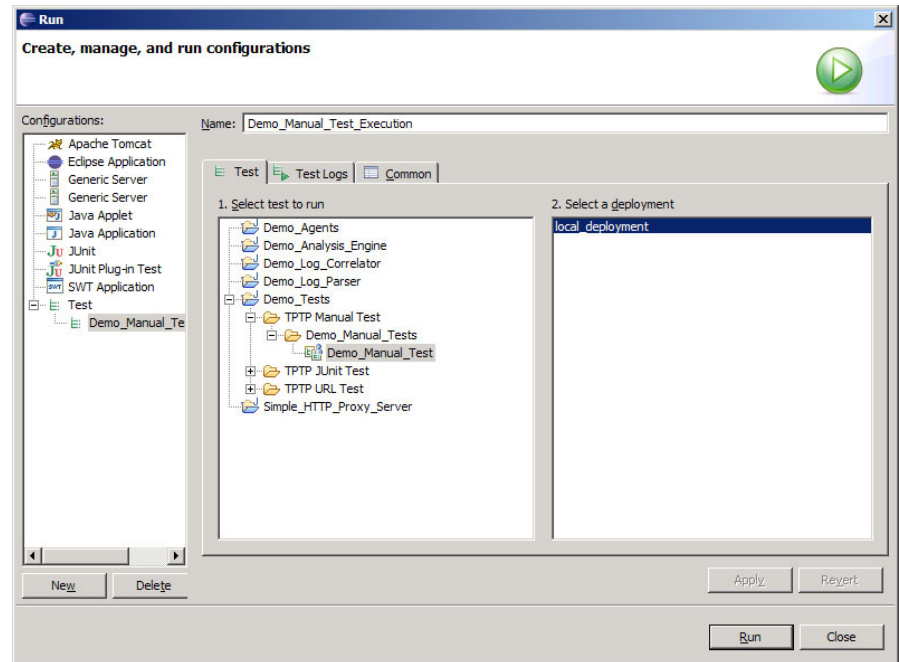 Run
Create, manage, and run configurations
Configurations:
Apache Tomcat
Eclipse Application
Generic Server
Generic Server
Java Applet
Java Application
JUnit
JUnit Plug-in Test
SWT Application
Test
Demo_Manual_Te
New Delete
Name: Demo_Manual_Test_Execution
Test Test Logs Common
1. Select test to run
Demo_Agents
Demo_Analysis_Engine
Demo_Log_Correlator
Demo_Log_Parser
Demo_Tests
TPTP Manual Test
Demo_Manual_Tests
Demo_Manual_Test
TPTP JUnit Test
TPTP URL Test
Simple_HTTP_Proxy_Server
2. Select a deployment
local_deployment
Apply Revert
Run Close